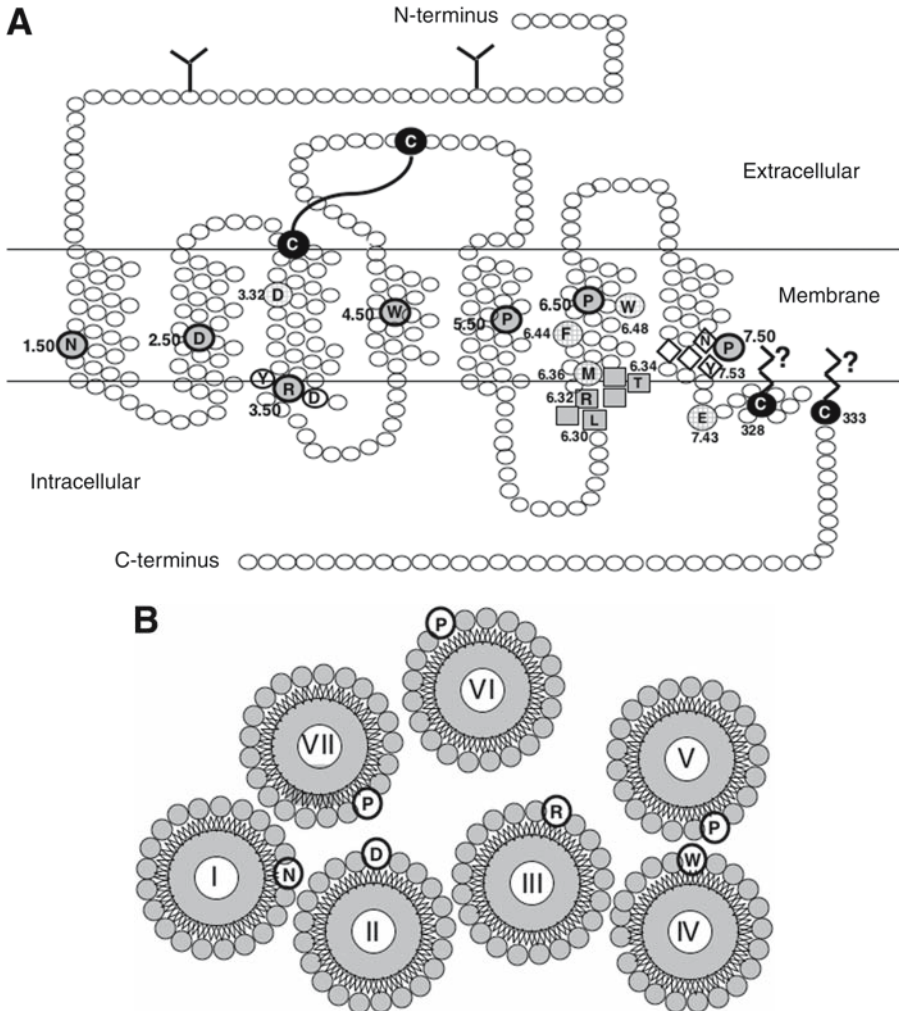 A
N-terminus
C
Extracellular
C
3.32 D
Membrane
4.50 W
6.50 P W
5.50 P
6.44 F 6.48
1.50 N
2.50 D
N P 7.50
? ?
Y 7.53
Y R D
3.50
6.36 M 6.34
T
6.32 R
L
6.30
E
7.43
C
328
C 333
Intracellular
C-terminus
B
P
VI
VII
V
P
R
P
N
D
W
I
III
II
IV